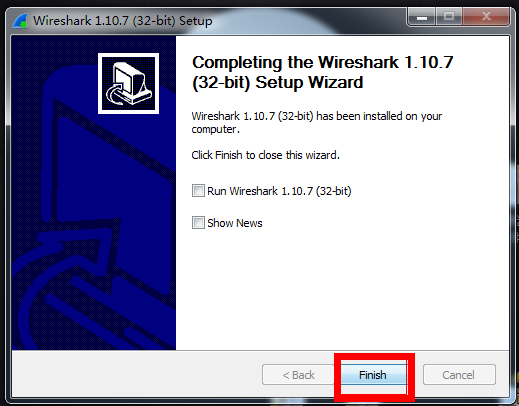 Wireshark 1.10.7 (32-bit) Setup
Completing the Wireshark 1.10.7
(32-bit) Setup Wizard
Wireshark 1.10.7 (32-bit) has been installed on your
computer.
Click Finish to close this wizard.
Run Wireshark 1.10.7 (32-bit)
Show News
< Back
Finish
Cancel